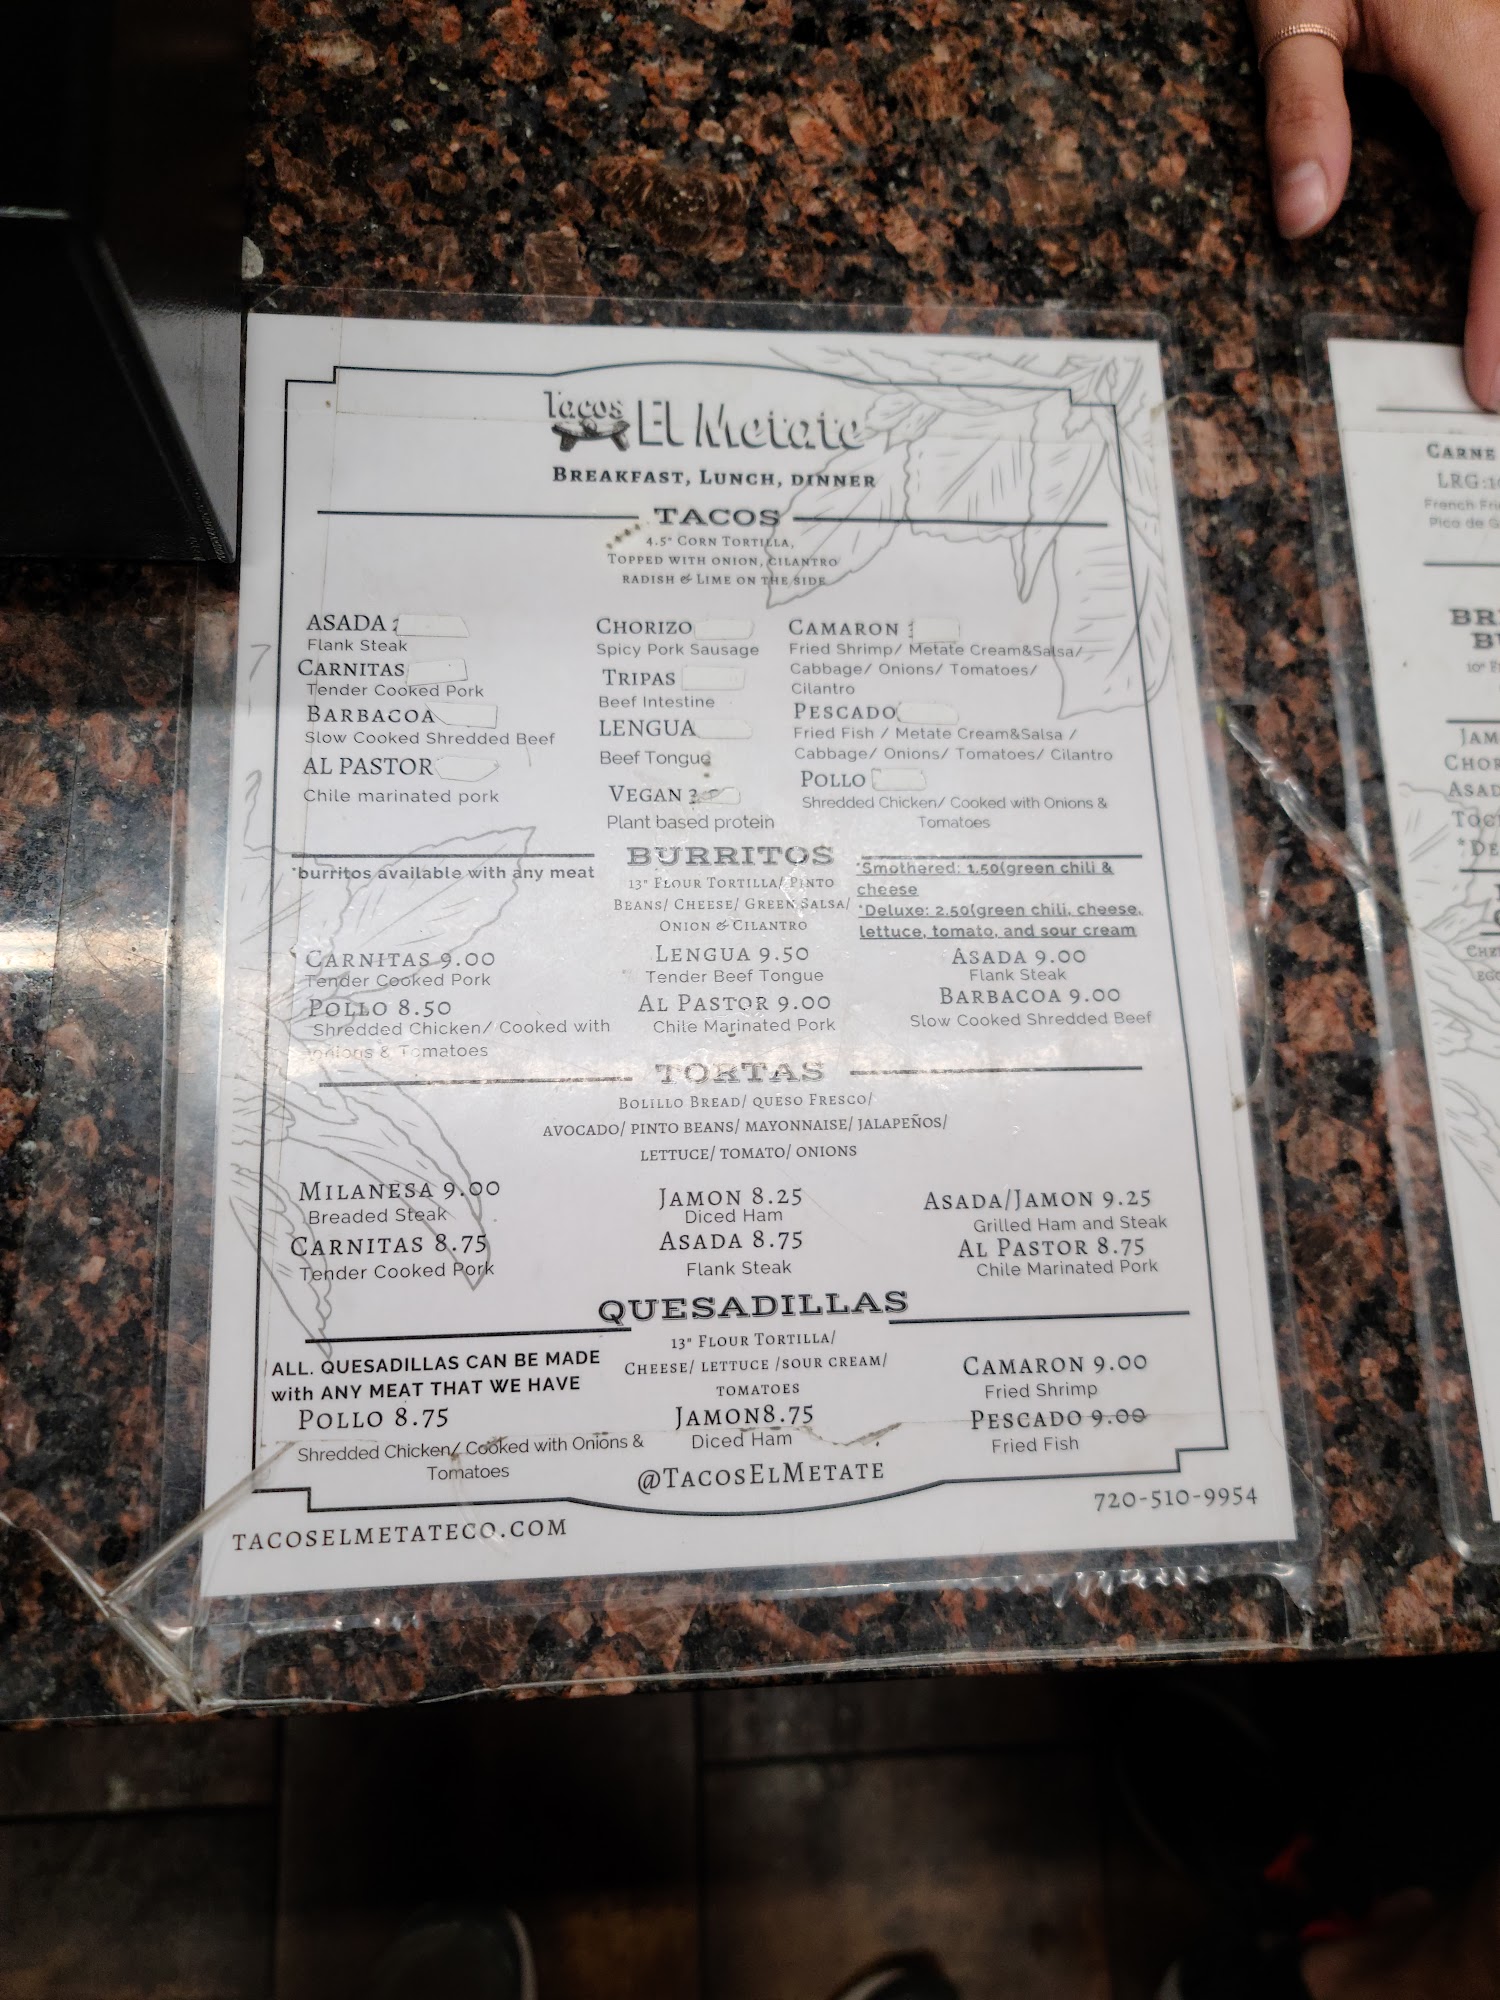 Tacos El Metate
BREAKFAST, LUNCH, DINNER
TACOS
4.5" CORN TORTILLA,
TOPPED WITH ONION, CILANTRO
RADISH & LIME ON THE SIDE
ASADA
Flank Steak
CARNITAS
Tender Cooked Pork
BARBACOA
Slow Cooked Shredded Beef
AL PASTOR
Chile marinated pork
CHORIZO
Spicy Pork Sausage
TRIPAS
Beef Intestine
LENGUA
Beef Tongue
VEGAN
Plant based protein
CAMARON
Fried Shrimp/ Metate Cream&Salsa/
Cabbage/ Onions/ Tomatoes/
Cilantro
PESCADO
Fried Fish / Metate Cream&Salsa /
Cabbage/ Onions/ Tomatoes/ Cilantro
POLLO
Shredded Chicken/ Cooked with Onions &
Tomatoes
BURRITOS
*burritos available with any meat
13" FLOUR TORTILLA/ PINTO
BEANS/ CHEESE/ GREEN SALSA/
ONION & CILANTRO
*Smothered: 1.50(green chili &
cheese
*Deluxe: 2.50(green chili, cheese,
lettuce, tomato, and sour cream
CARNITAS 9.00
Tender Cooked Pork
POLLO 8.50
Shredded Chicken/ Cooked with
onions & Tomatoes
LENGUA 9.50
Tender Beef Tongue
AL PASTOR 9.00
Chile Marinated Pork
ASADA 9.00
Flank Steak
BARBACOA 9.00
Slow Cooked Shredded Beef
TORTAS
BOLILLO BREAD/ QUESO FRESCO/
AVOCADO/ PINTO BEANS/ MAYONNAISE/ JALAPEÑOS/
LETTUCE/ TOMATO/ ONIONS
MILANESA 9.00
Breaded Steak
CARNITAS 8.75
Tender Cooked Pork
JAMON 8.25
Diced Ham
ASADA 8.75
Flank Steak
ASADA/JAMON 9.25
Grilled Ham and Steak
AL PASTOR 8.75
Chile Marinated Pork
QUESADILLAS
13" FLOUR TORTILLA/
CHEESE/ LETTUCE /SOUR CREAM/
TOMATOES
ALL. QUESADILLAS CAN BE MADE
with ANY MEAT THAT WE HAVE
POLLO 8.75
Shredded Chicken/ Cooked with Onions &
Tomatoes
JAMON8.75
Diced Ham
CAMARON 9.00
Fried Shrimp
PESCADO 9.00
Fried Fish
@TACOSELMETATE
720-510-9954
TACOSELMETATECO.COM
CARNE
LRG:
French
Pico de